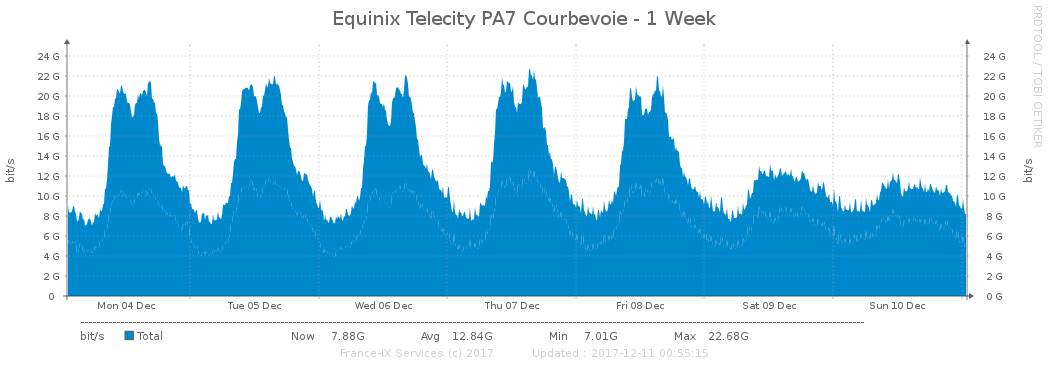 Equinix Telecity PA7 Courbevoie - 1 Week
RRDTOOL / TOBI OETIKER
bit/s
24 G 24 G
22 G 22 G
20 G 20 G
18 G 18 G
16 G 16 G
14 G 14 G
12 G 12 G
10 G 10 G
8 G 8 G
6 G 6 G
4 G 4 G
2 G 2 G
0 0 G
bit/s
Mon 04 Dec Tue 05 Dec Wed 06 Dec Thu 07 Dec Fri 08 Dec Sat 09 Dec Sun 10 Dec
bit/s Total Now 7.88G Avg 12.84G Min 7.01G Max 22.68G
France-IX Services (c) 2017 Updated : 2017-12-11 00:55:15